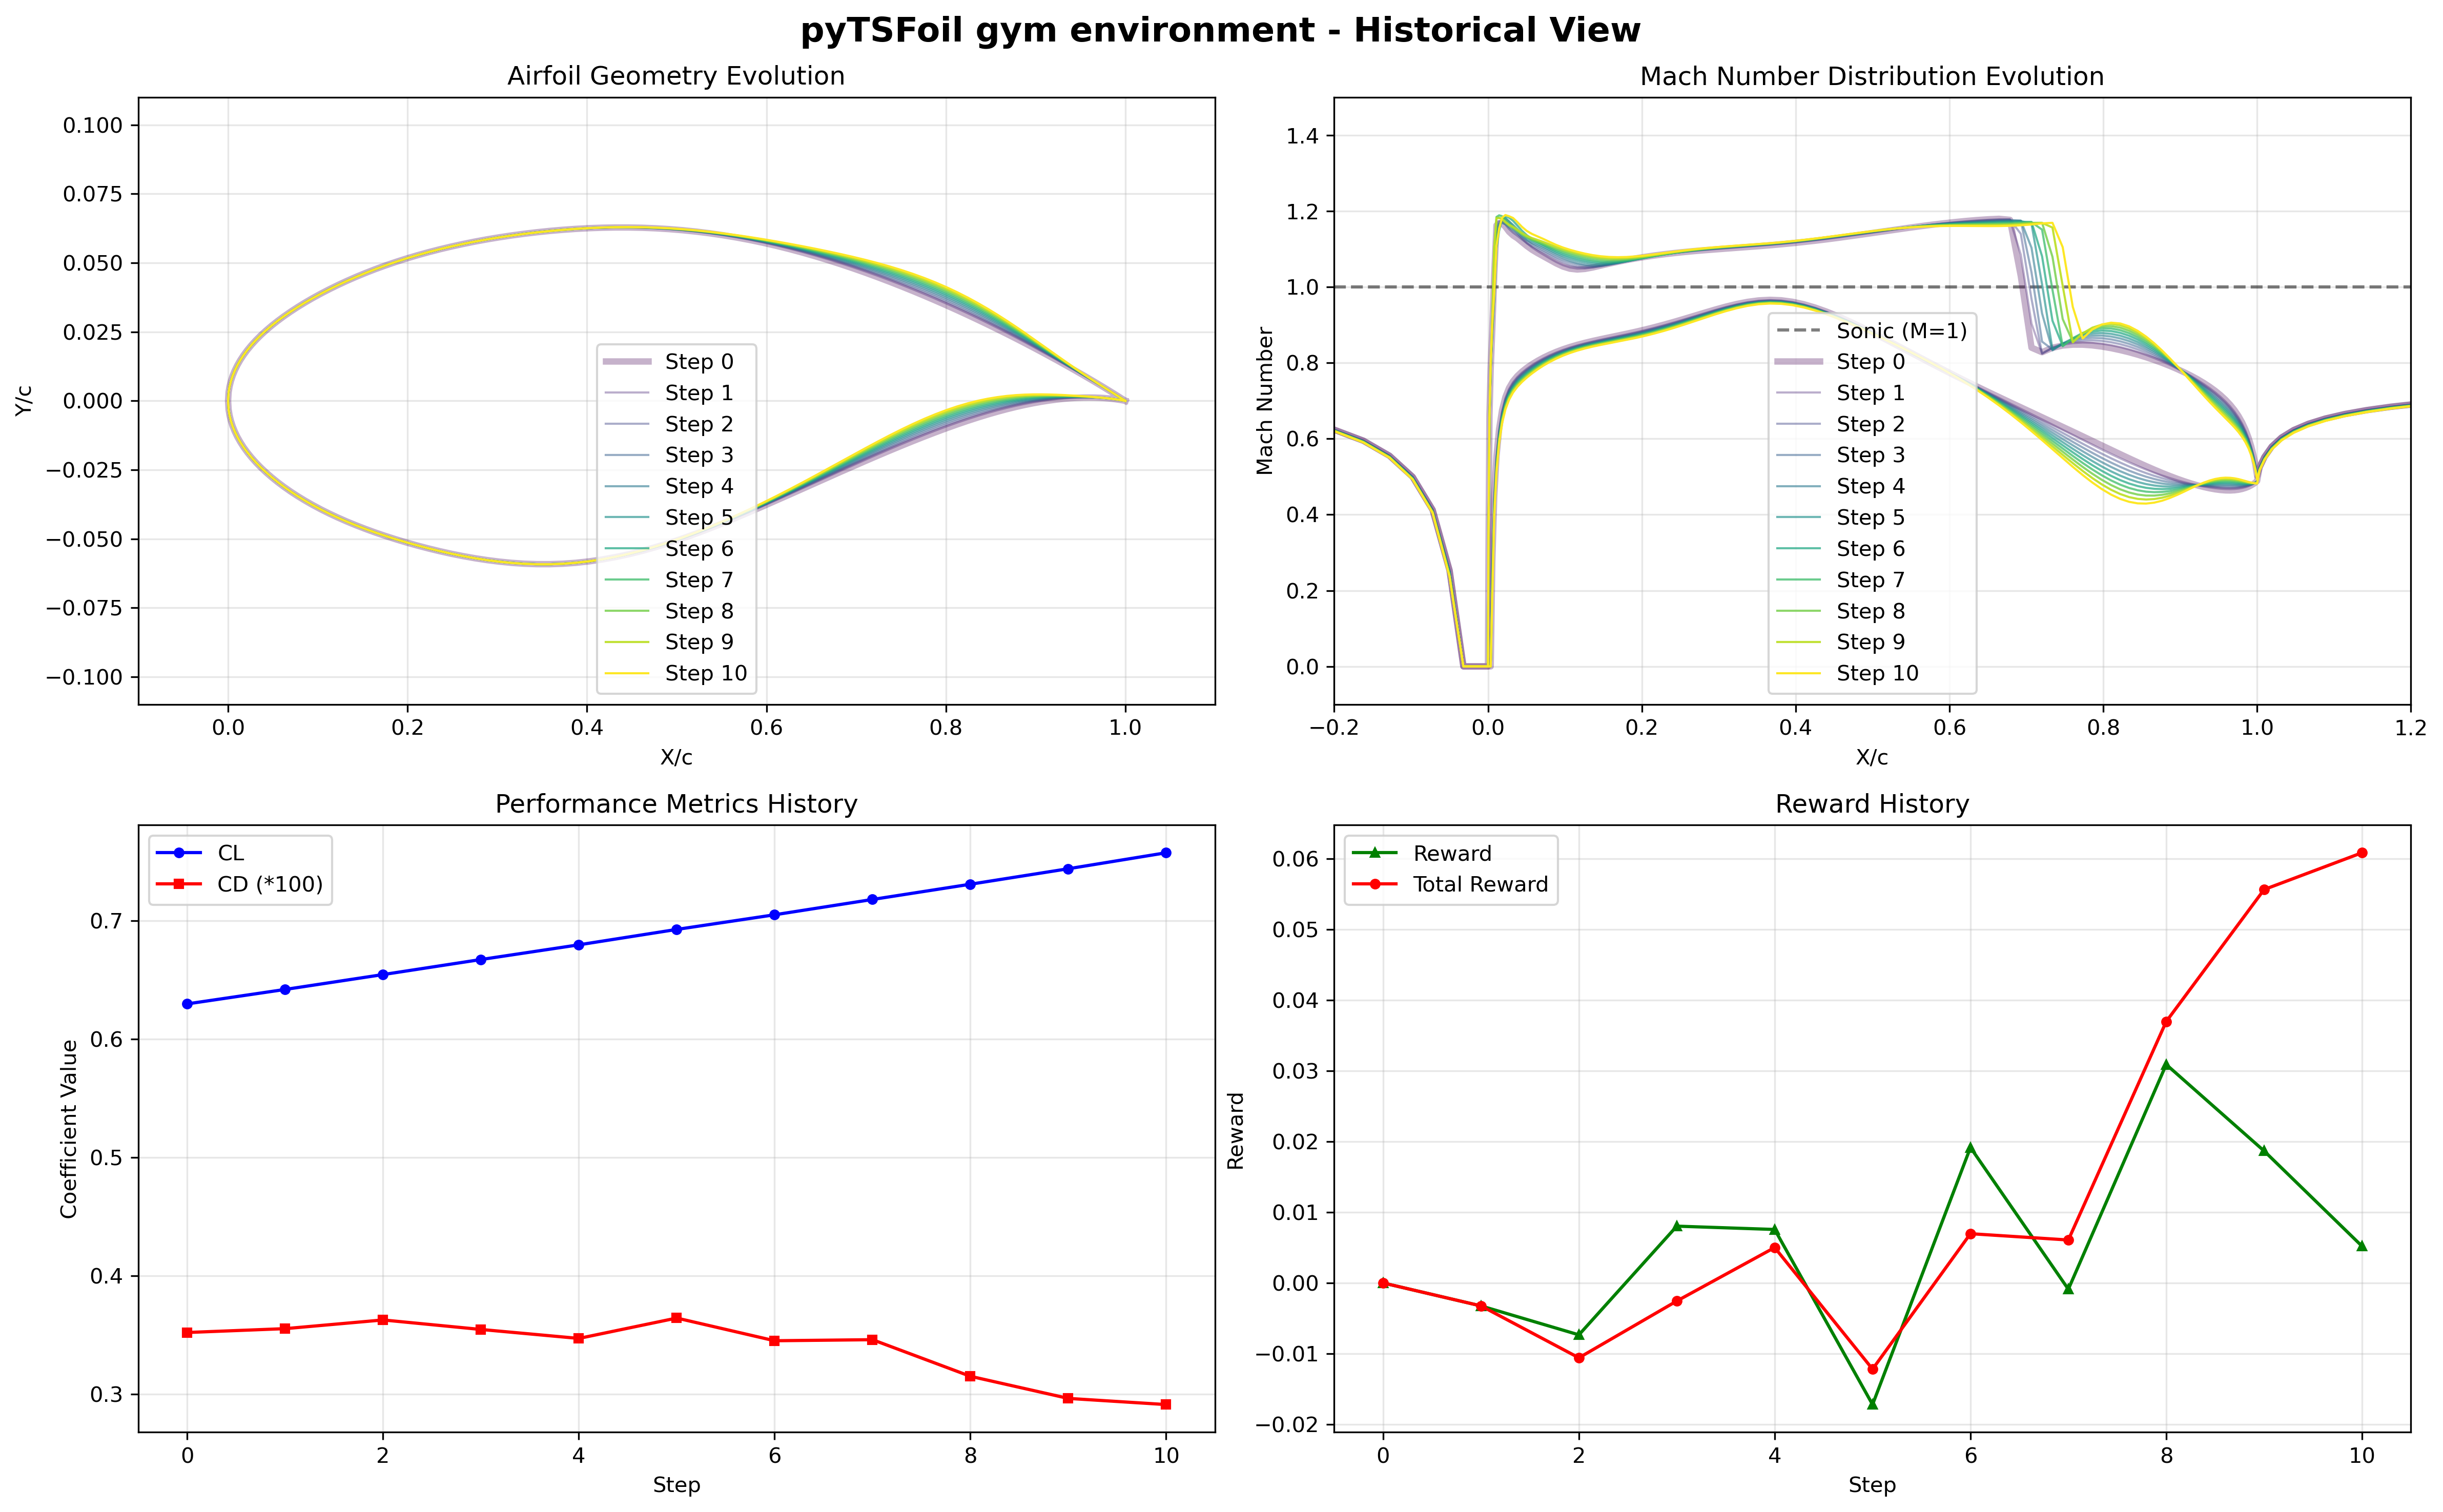 pyTSFoil gym environment - Historical View
Airfoil Geometry Evolution
Y/c
0.100
0.075
0.050
0.025
0.000
−0.025
−0.050
−0.075
−0.100
Step 0
Step 1
Step 2
Step 3
Step 4
Step 5
Step 6
Step 7
Step 8
Step 9
Step 10
0.0 0.2 0.4 0.6 0.8 1.0
X/c
Mach Number Distribution Evolution
Mach Number
1.4
1.2
1.0
0.8
0.6
0.4
0.2
0.0
Sonic (M=1)
Step 0
Step 1
Step 2
Step 3
Step 4
Step 5
Step 6
Step 7
Step 8
Step 9
Step 10
−0.2 0.0 0.2 0.4 0.6 0.8 1.0 1.2
X/c
Performance Metrics History
Coefficient Value
CL
CD (*100)
0.7
0.6
0.5
0.4
0.3
0 2 4 6 8 10
Step
Reward History
Reward
Reward
Total Reward
0.06
0.05
0.04
0.03
0.02
0.01
0.00
−0.01
−0.02
0 2 4 6 8 10
Step